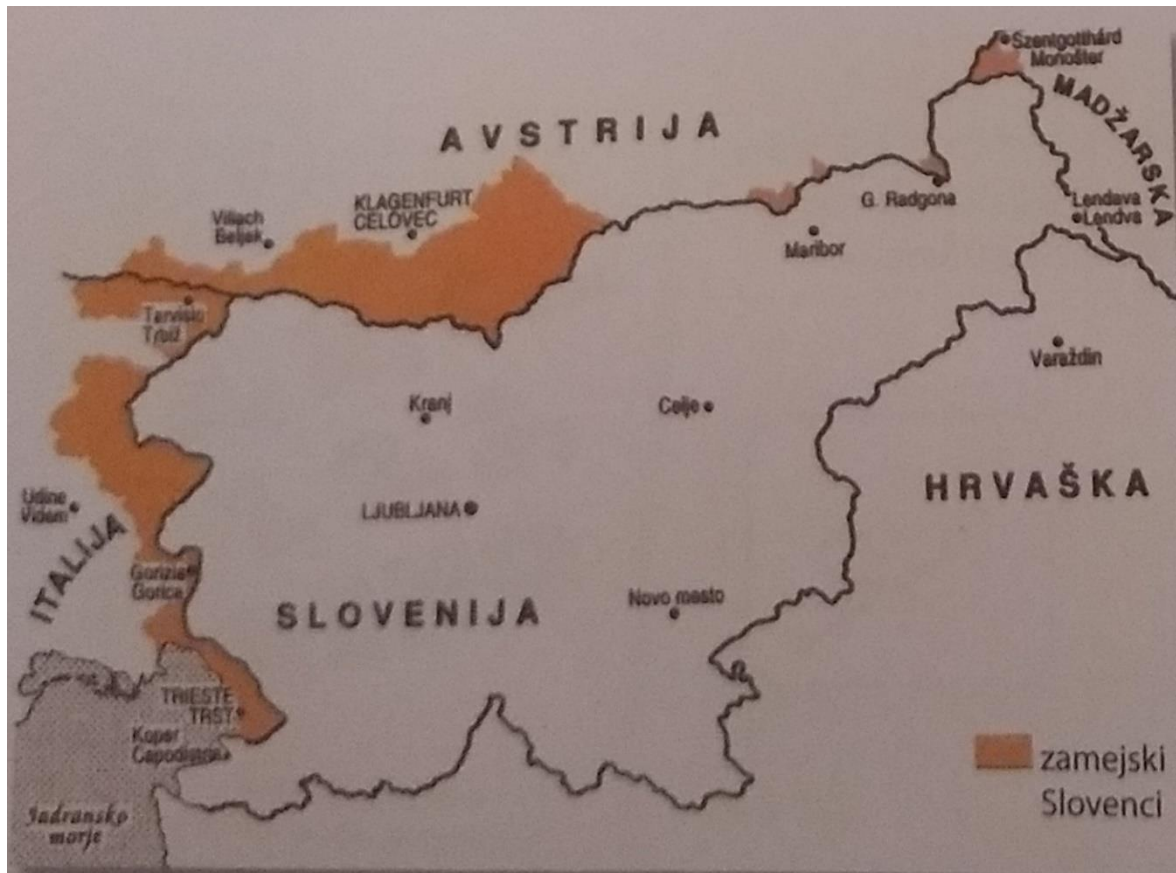 Szentgotthárd
Monošter
MADŽARSKA
AVSTRIJA
KLAGENFURT
CELOVEC
Villach
Beljak
G. Radgona
Lendava
Lendva
Maribor
Tarvisio
Trbiž
Varaždin
Kranj
Celje
HRVAŠKA
Udine
Videm
LJUBLJANA
ITALIJA
Gorizia
Gorica
SLOVENIJA
Novo mesto
TRIESTE
TRST
Koper
Capodistria
zamejski
Slovenci
Jadransko
morje